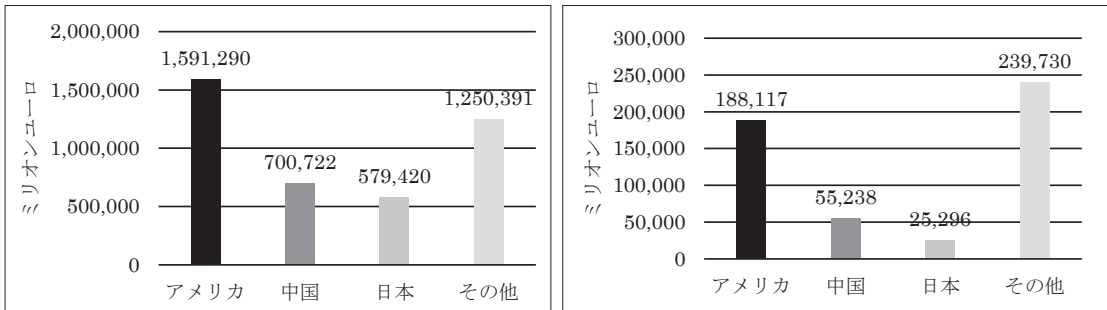 2,000,000
1,500,000
1,000,000
500,000
0
ミリオンユーロ
1,591,290
700,722
579,420
1,250,391
アメリカ
中国
日本
その他
300,000
250,000
200,000
150,000
100,000
50,000
0
ミリオンユーロ
188,117
55,238
25,296
239,730
アメリカ
中国
日本
その他